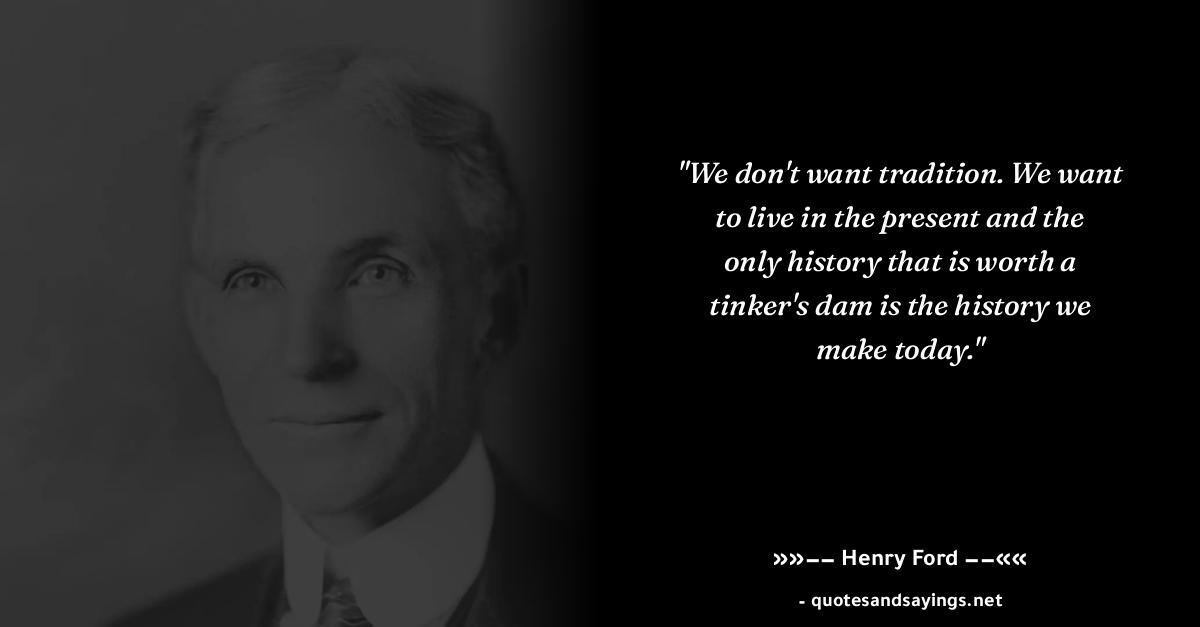 "We don't want tradition. We want
to live in the present and the
only history that is worth a
tinker's dam is the history we
make today."
»»–– Henry Ford ––««
- quotesandsayings.net